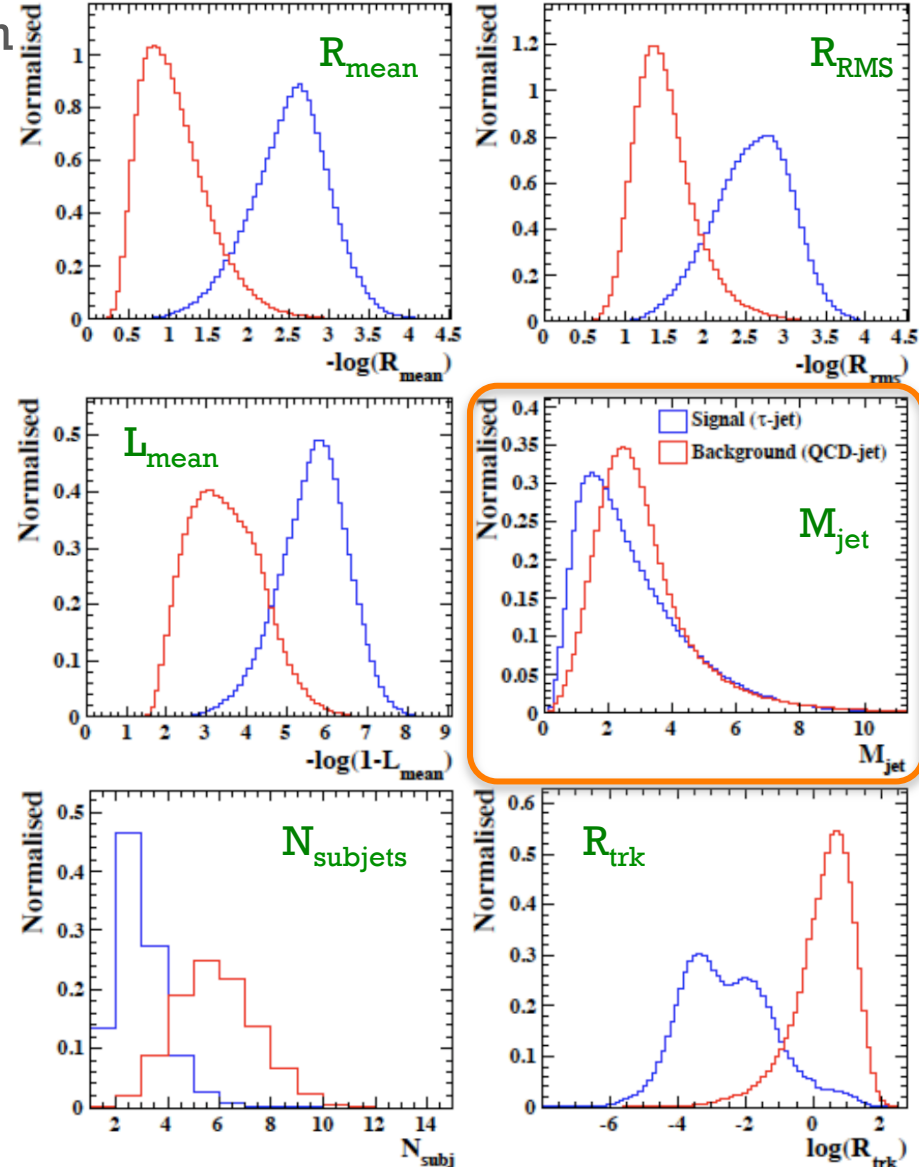 n
Normalised
R_mean
1
0.8
0.6
0.4
0.2
0
0 0.5 1 1.5 2 2.5 3 3.5 4 4.5
-log(R_mean)
Normalised
R_RMS
1.2
1
0.8
0.6
0.4
0.2
0
0 0.5 1 1.5 2 2.5 3 3.5 4 4.5
-log(R_rms)
Normalised
L_mean
0.5
0.4
0.3
0.2
0.1
0
0 1 2 3 4 5 6 7 8 9
-log(1-L_mean)
Normalised
0.4
0.35
0.3
0.25
0.2
0.15
0.1
0.05
0
Signal (τ-jet)
Background (QCD-jet)
M_jet
0 2 4 6 8 10
M_jet
Normalised
N_subjets
0.5
0.4
0.3
0.2
0.1
0
2 4 6 8 10 12 14
N_subj
Normalised
R_trk
0.6
0.5
0.4
0.3
0.2
0.1
0
-6 -4 -2 0 2
log(R_trk)